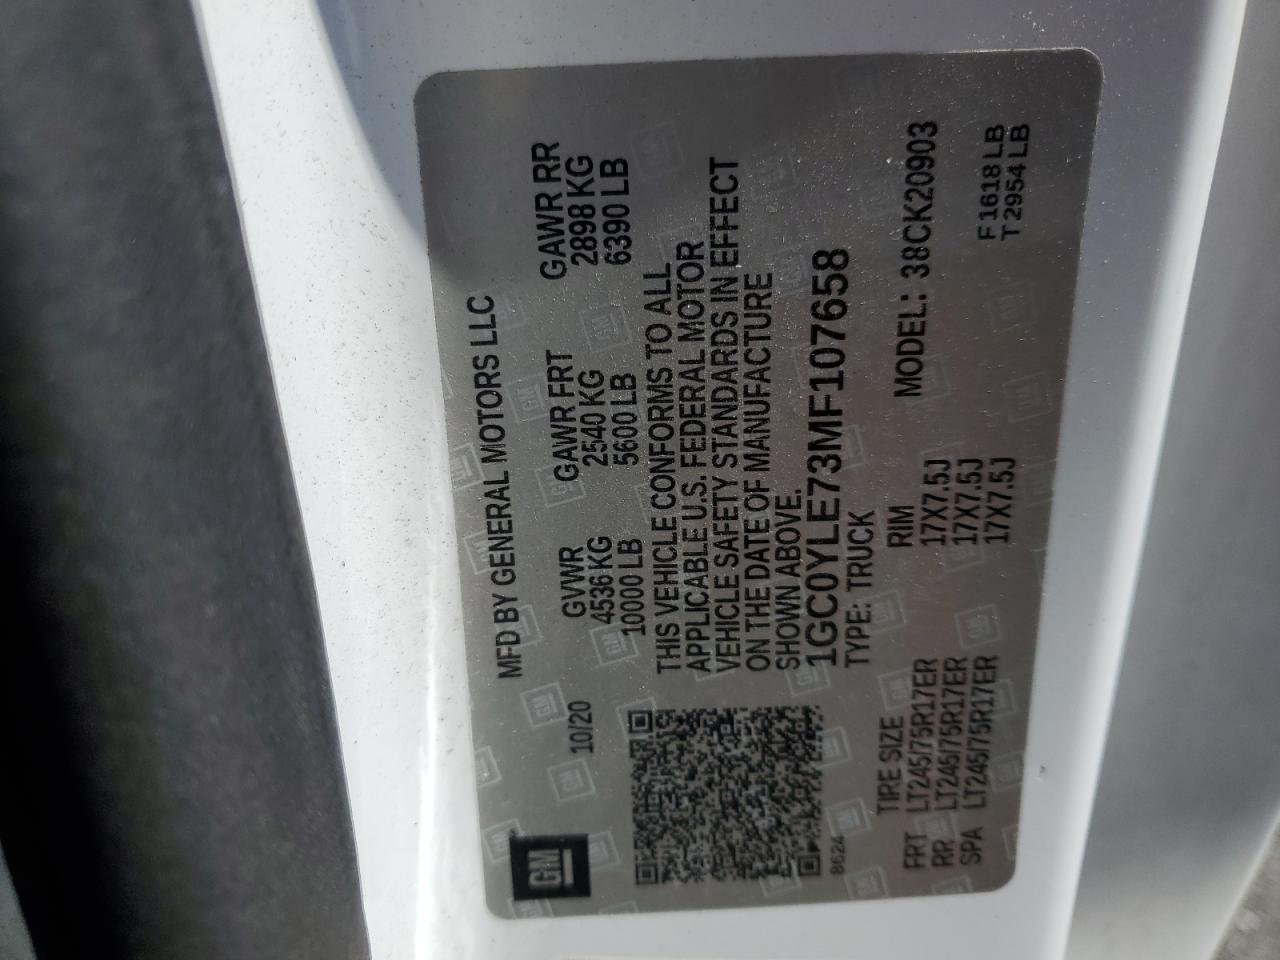 GM
MFD BY GENERAL MOTORS LLC
10/20
GVWR GAWR FRT GAWR RR
4536 KG 2540 KG 2898 KG
10000 LB 5600 LB 6390 LB
THIS VEHICLE CONFORMS TO ALL
APPLICABLE U.S. FEDERAL MOTOR
VEHICLE SAFETY STANDARDS IN EFFECT
ON THE DATE OF MANUFACTURE
SHOWN ABOVE.
1GC0YLE73MF107658
TYPE: TRUCK
8624
MODEL: 38CK20903
TIRE SIZE RIM
FRT LT245/75R17ER 17X7.5J
RR LT245/75R17ER 17X7.5J
SPA LT245/75R17ER 17X7.5J
F 1618 LB
T 2954 LB